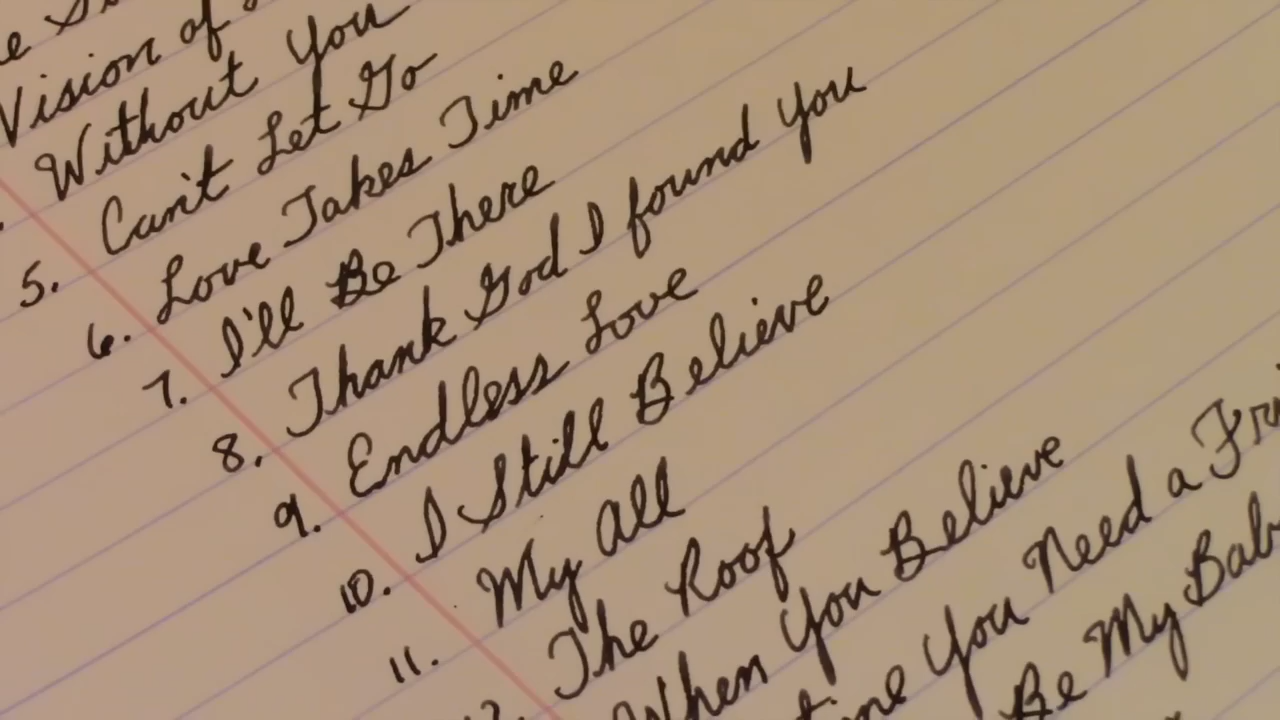 Vision of
Without You
5. Can't Let Go
6. Love Takes Time
7. I'll Be There
8. Thank God I found You
9. Endless Love
10. I Still Believe
11. My All
12. The Roof
When You Believe
You Need a
Be My